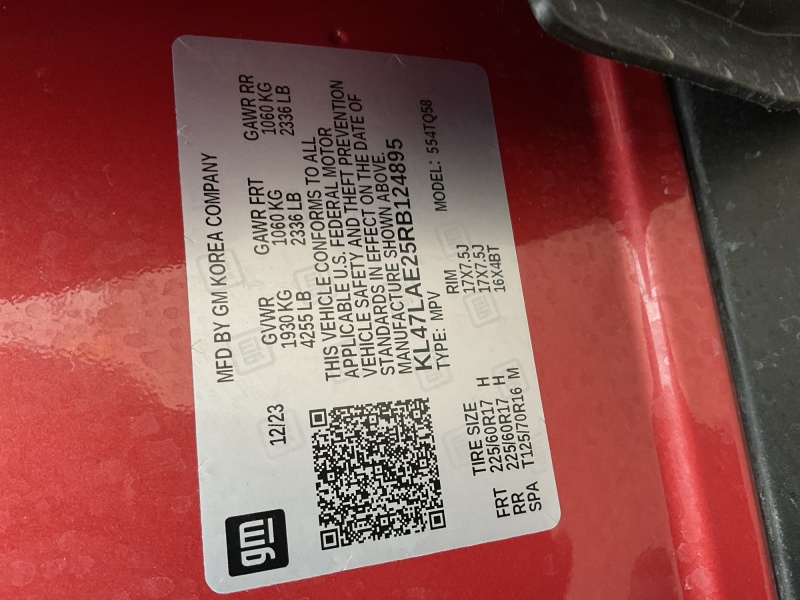 gm
12/23
MFD BY GM KOREA COMPANY
GVWR GAWR FRT GAWR RR
1930 KG 1060 KG 1060 KG
4255 LB 2336 LB 2336 LB
THIS VEHICLE CONFORMS TO ALL
APPLICABLE U.S. FEDERAL MOTOR
VEHICLE SAFETY AND THEFT PREVENTION
STANDARDS IN EFFECT ON THE DATE OF
MANUFACTURE SHOWN ABOVE.
KL47LAE25RB124895
TYPE: MPV MODEL: 554TQ58
TIRE SIZE RIM
FRT 225/60R17 H 17X7.5J
RR 225/60R17 H 17X7.5J
SPA T125/70R16 M 16X4BT